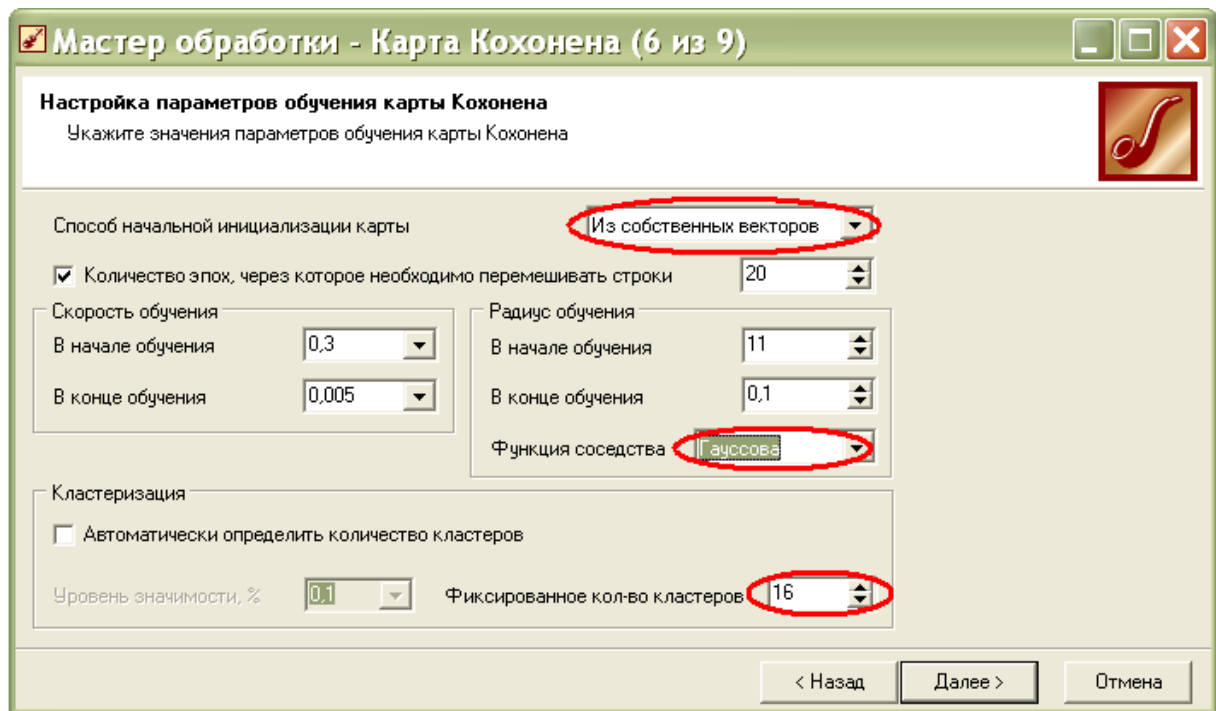 Мастер обработки - Карта Кохонена (6 из 9)
Настройка параметров обучения карты Кохонена
Укажите значения параметров обучения карты Кохонена
Способ начальной инициализации карты Из собственных векторов
Количество эпох, через которое необходимо перемешивать строки 20
Скорость обучения
В начале обучения 0,3
В конце обучения 0,005
Радиус обучения
В начале обучения 11
В конце обучения 0,1
Функция соседства Гауссова
Кластеризация
Автоматически определить количество кластеров
Уровень значимости, % 0,1 Фиксированное кол-во кластеров 16
< Назад Далее > Отмена